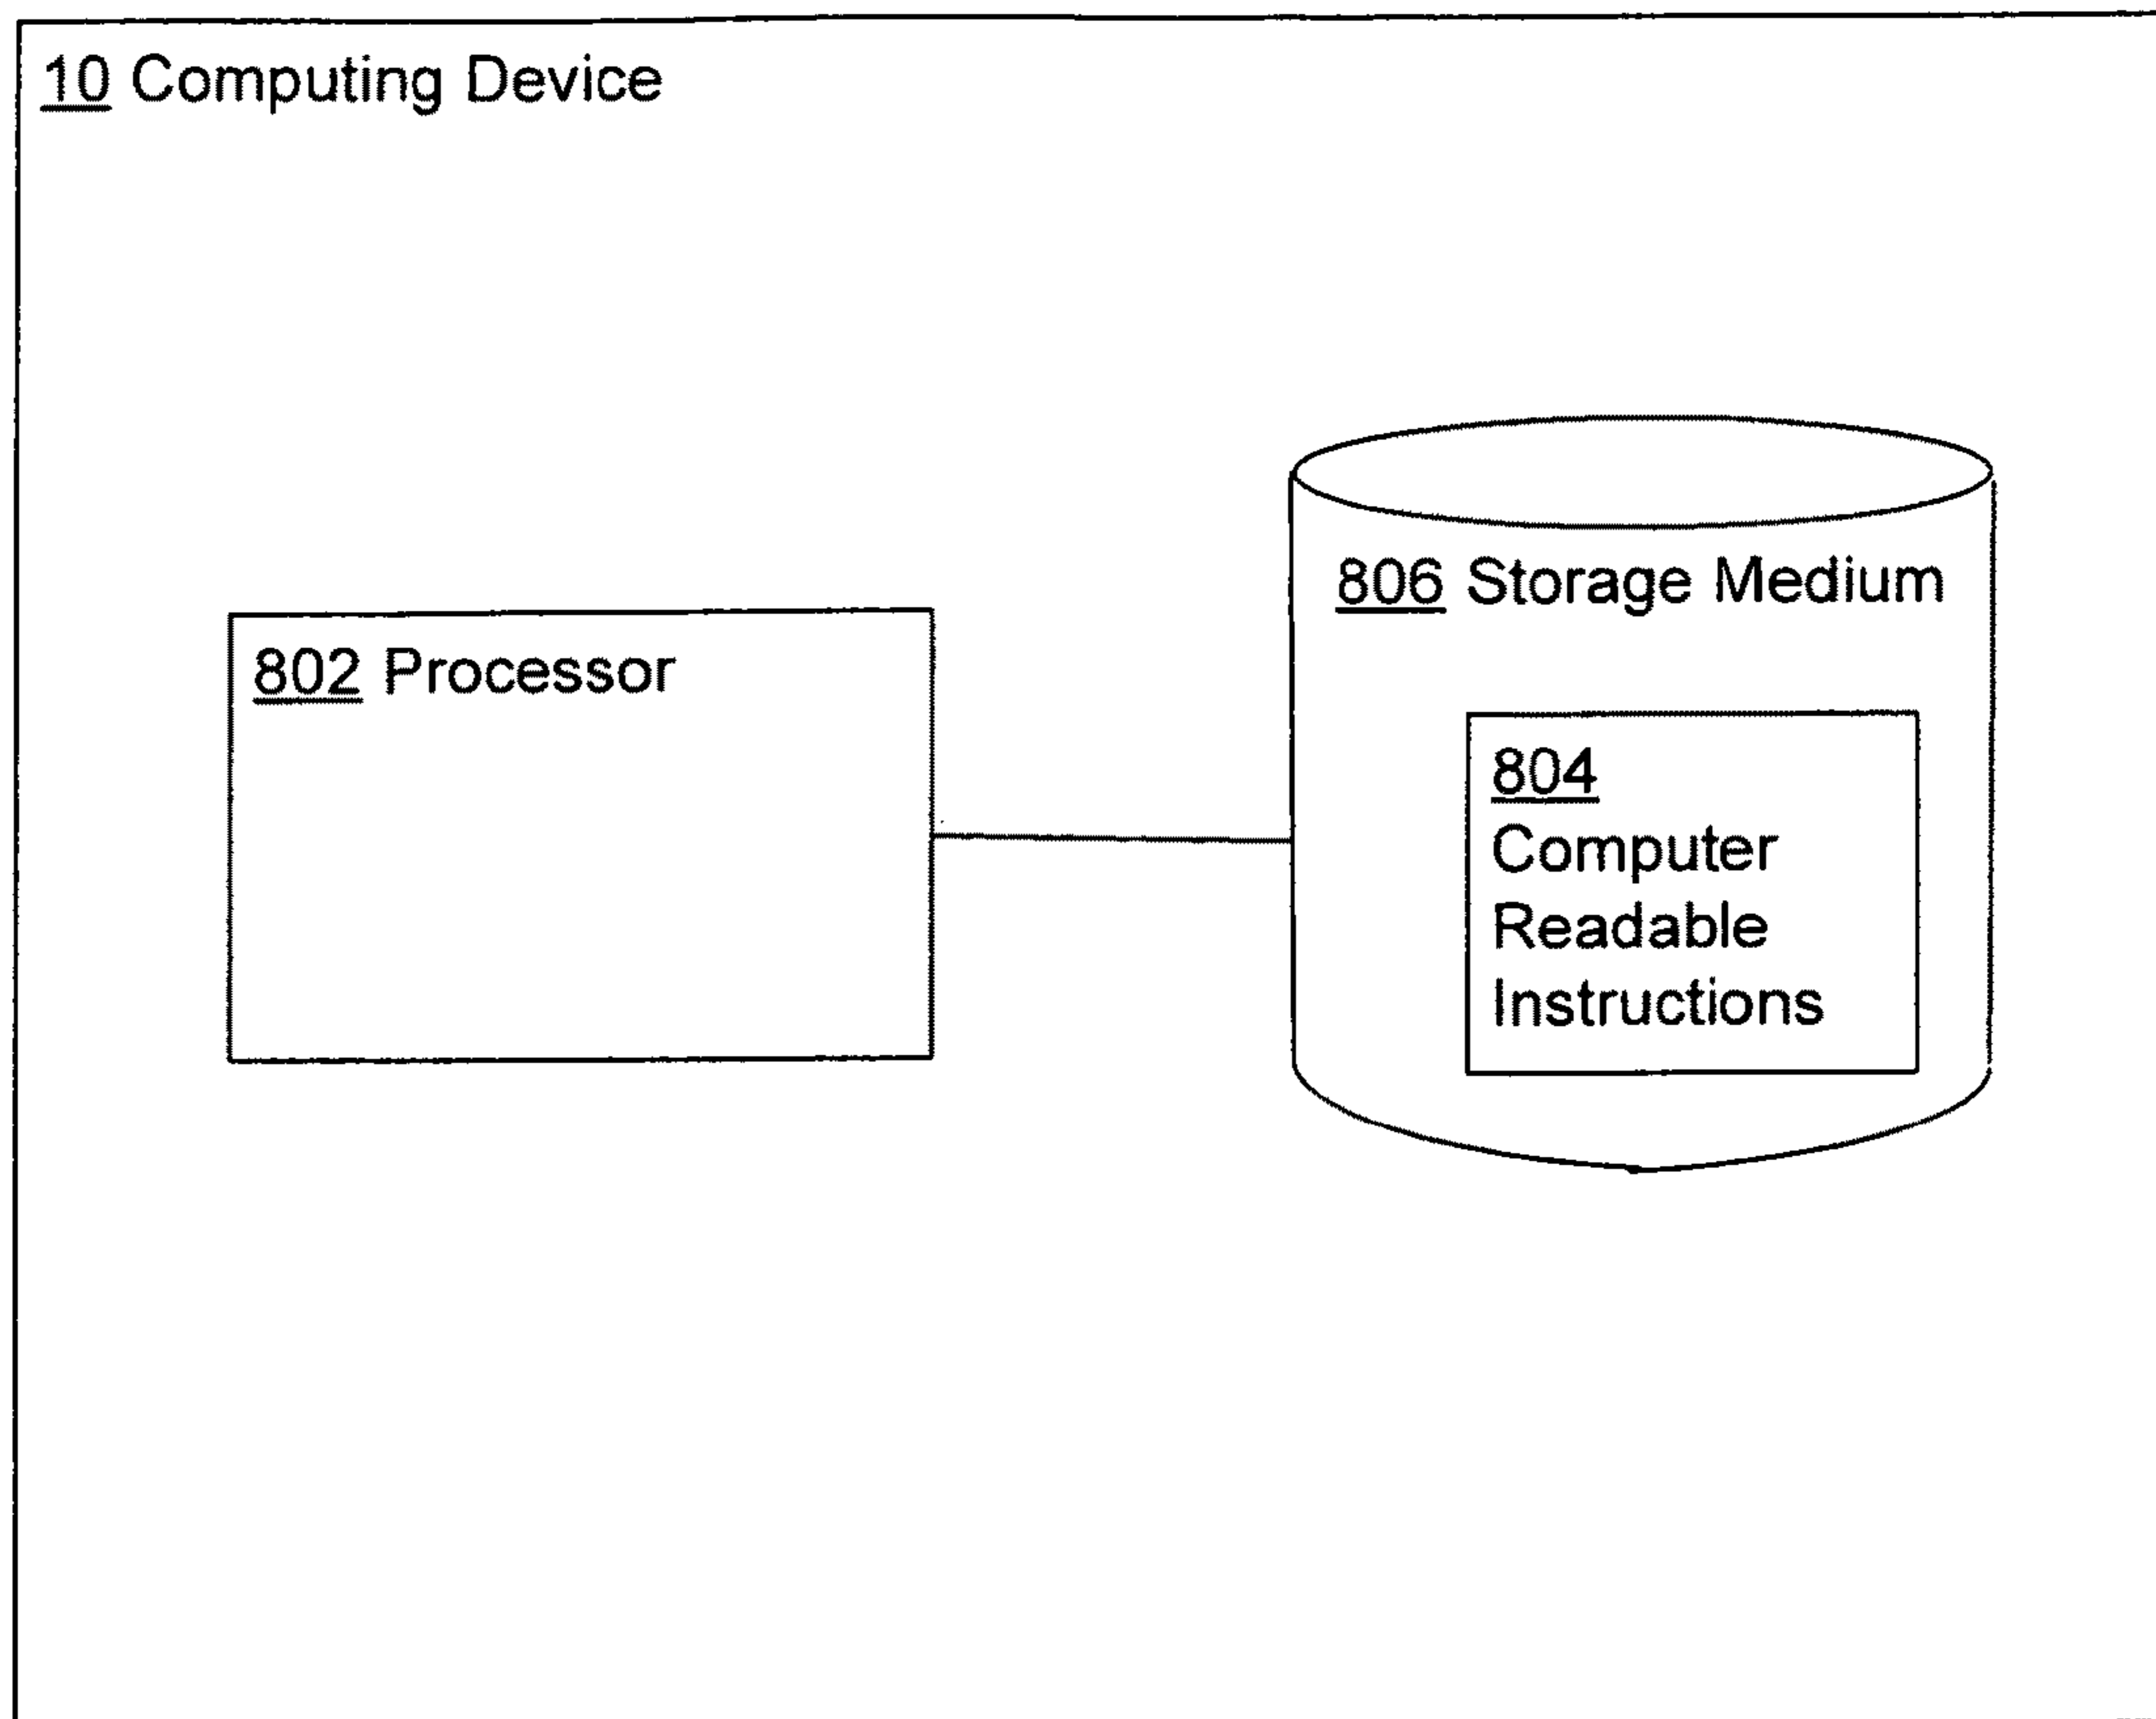 10 Computing Device
806 Storage Medium
802 Processor
804
Computer
Readable
Instructions